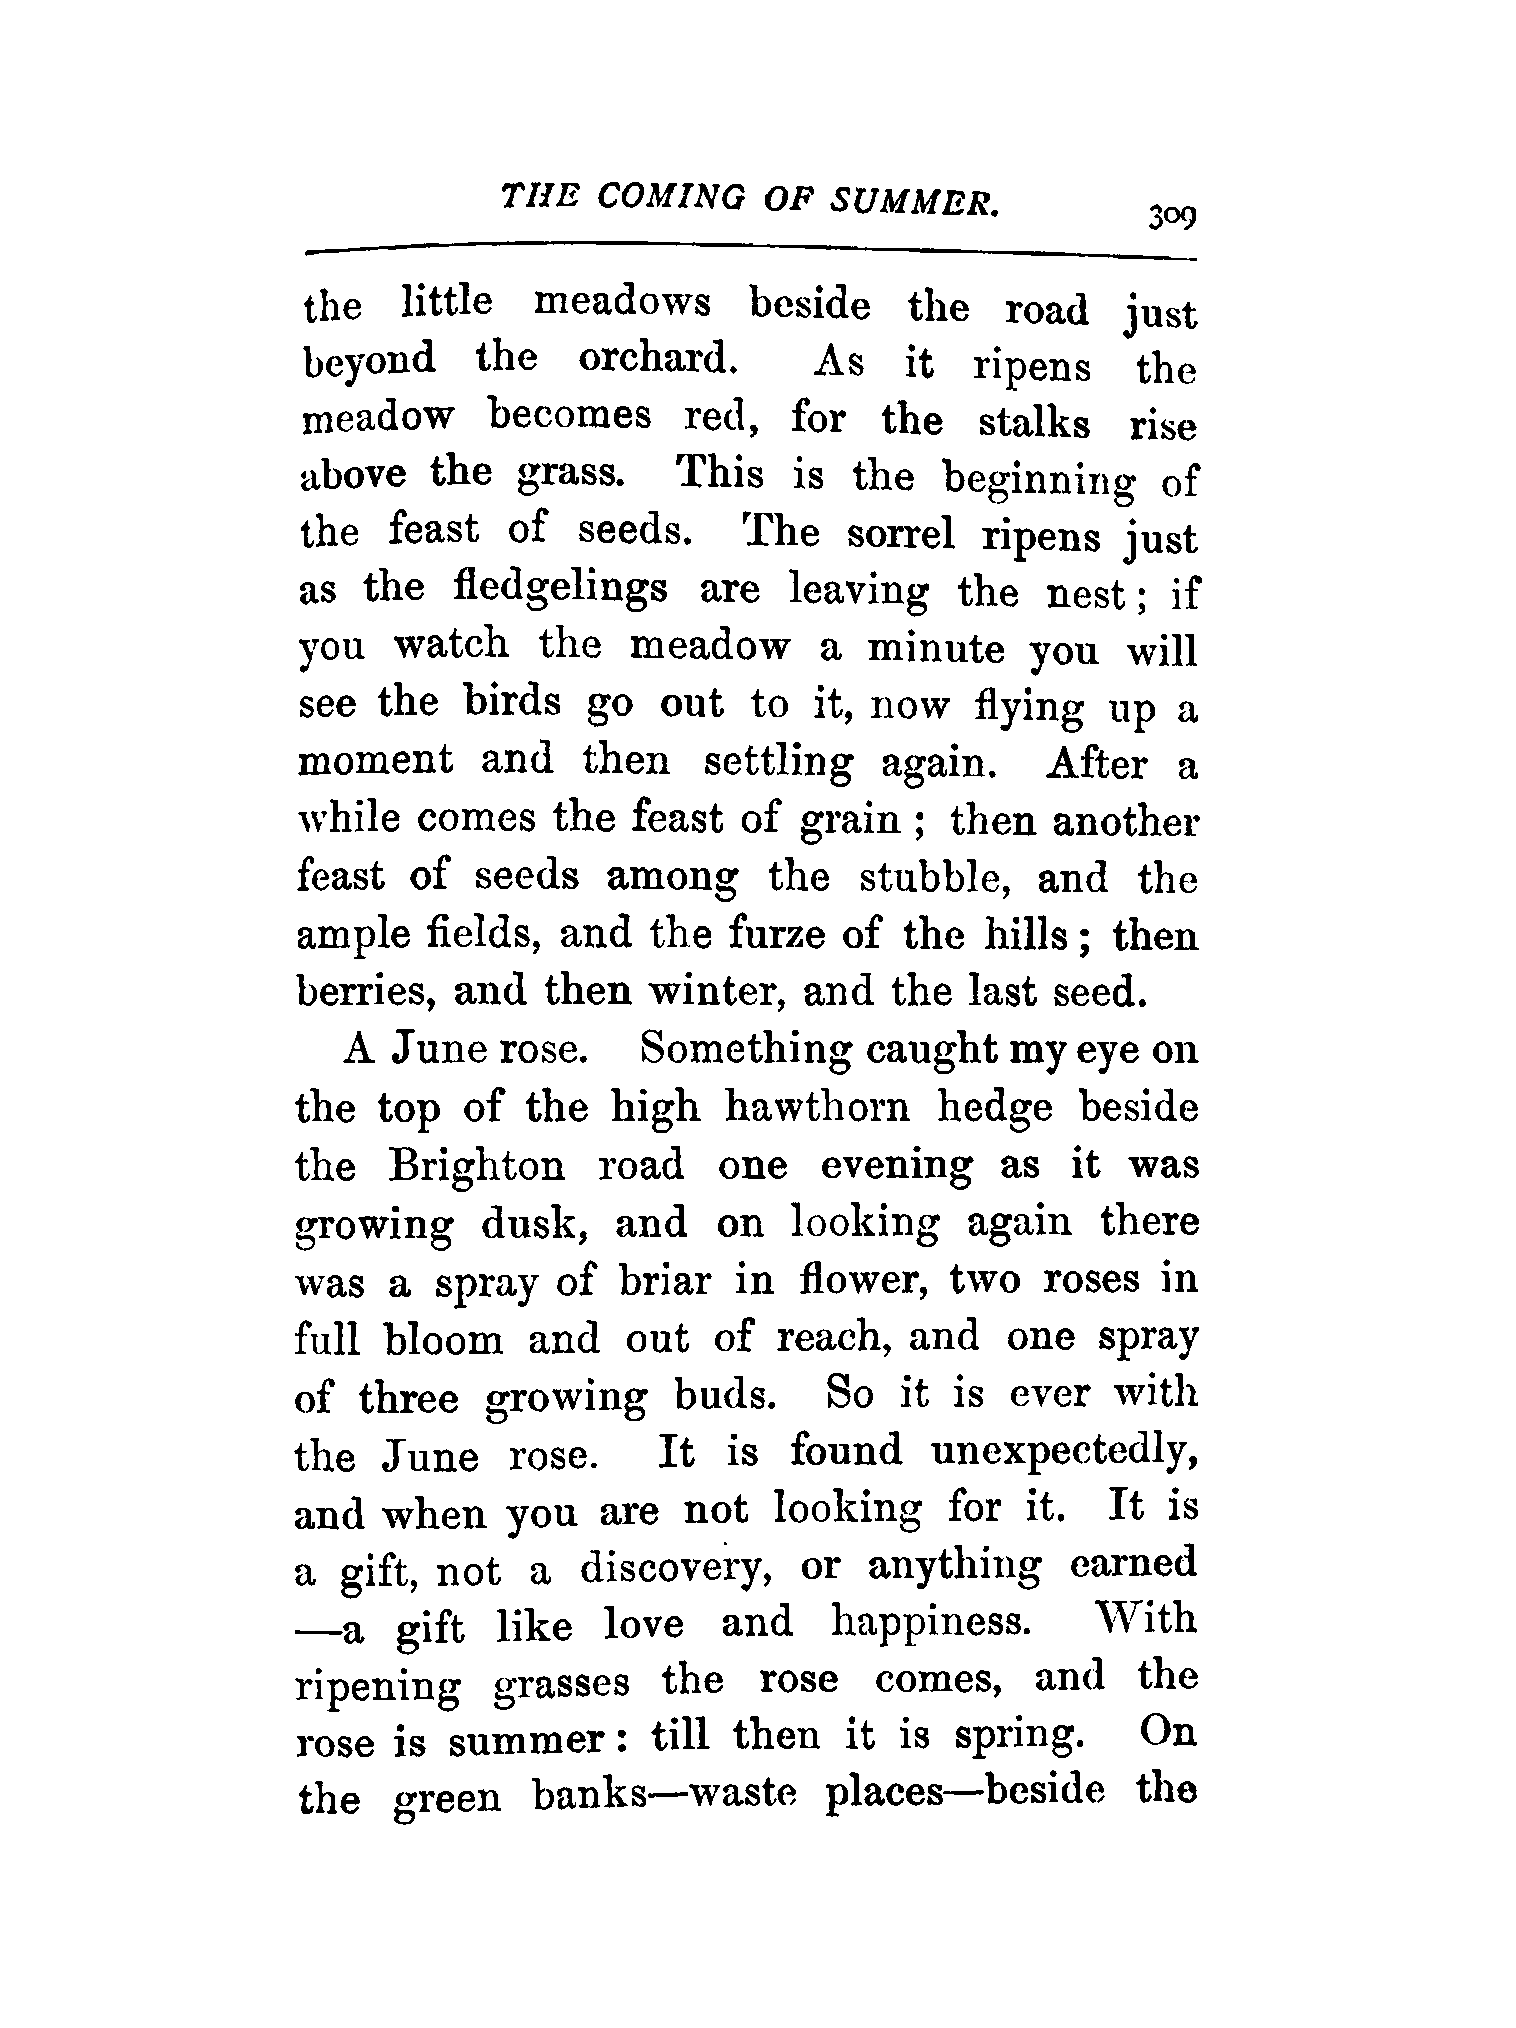 THE COMING OF SUMMER. 309
the little meadows beside the road just
beyond the orchard. As it ripens the
meadow becomes red, for the stalks rise
above the grass. This is the beginning of
the feast of seeds. The sorrel ripens just
as the fledgelings are leaving the nest; if
you watch the meadow a minute you will
see the birds go out to it, now flying up a
moment and then settling again. After a
while comes the feast of grain; then another
feast of seeds among the stubble, and the
ample fields, and the furze of the hills; then
berries, and then winter, and the last seed.
A June rose. Something caught my eye on
the top of the high hawthorn hedge beside
the Brighton road one evening as it was
growing dusk, and on looking again there
was a spray of briar in flower, two roses in
full bloom and out of reach, and one spray
of three growing buds. So it is ever with
the June rose. It is found unexpectedly,
and when you are not looking for it. It is
a gift, not a discovery, or anything earned
—a gift like love and happiness. With
ripening grasses the rose comes, and the
rose is summer: till then it is spring. On
the green banks—waste places—beside the